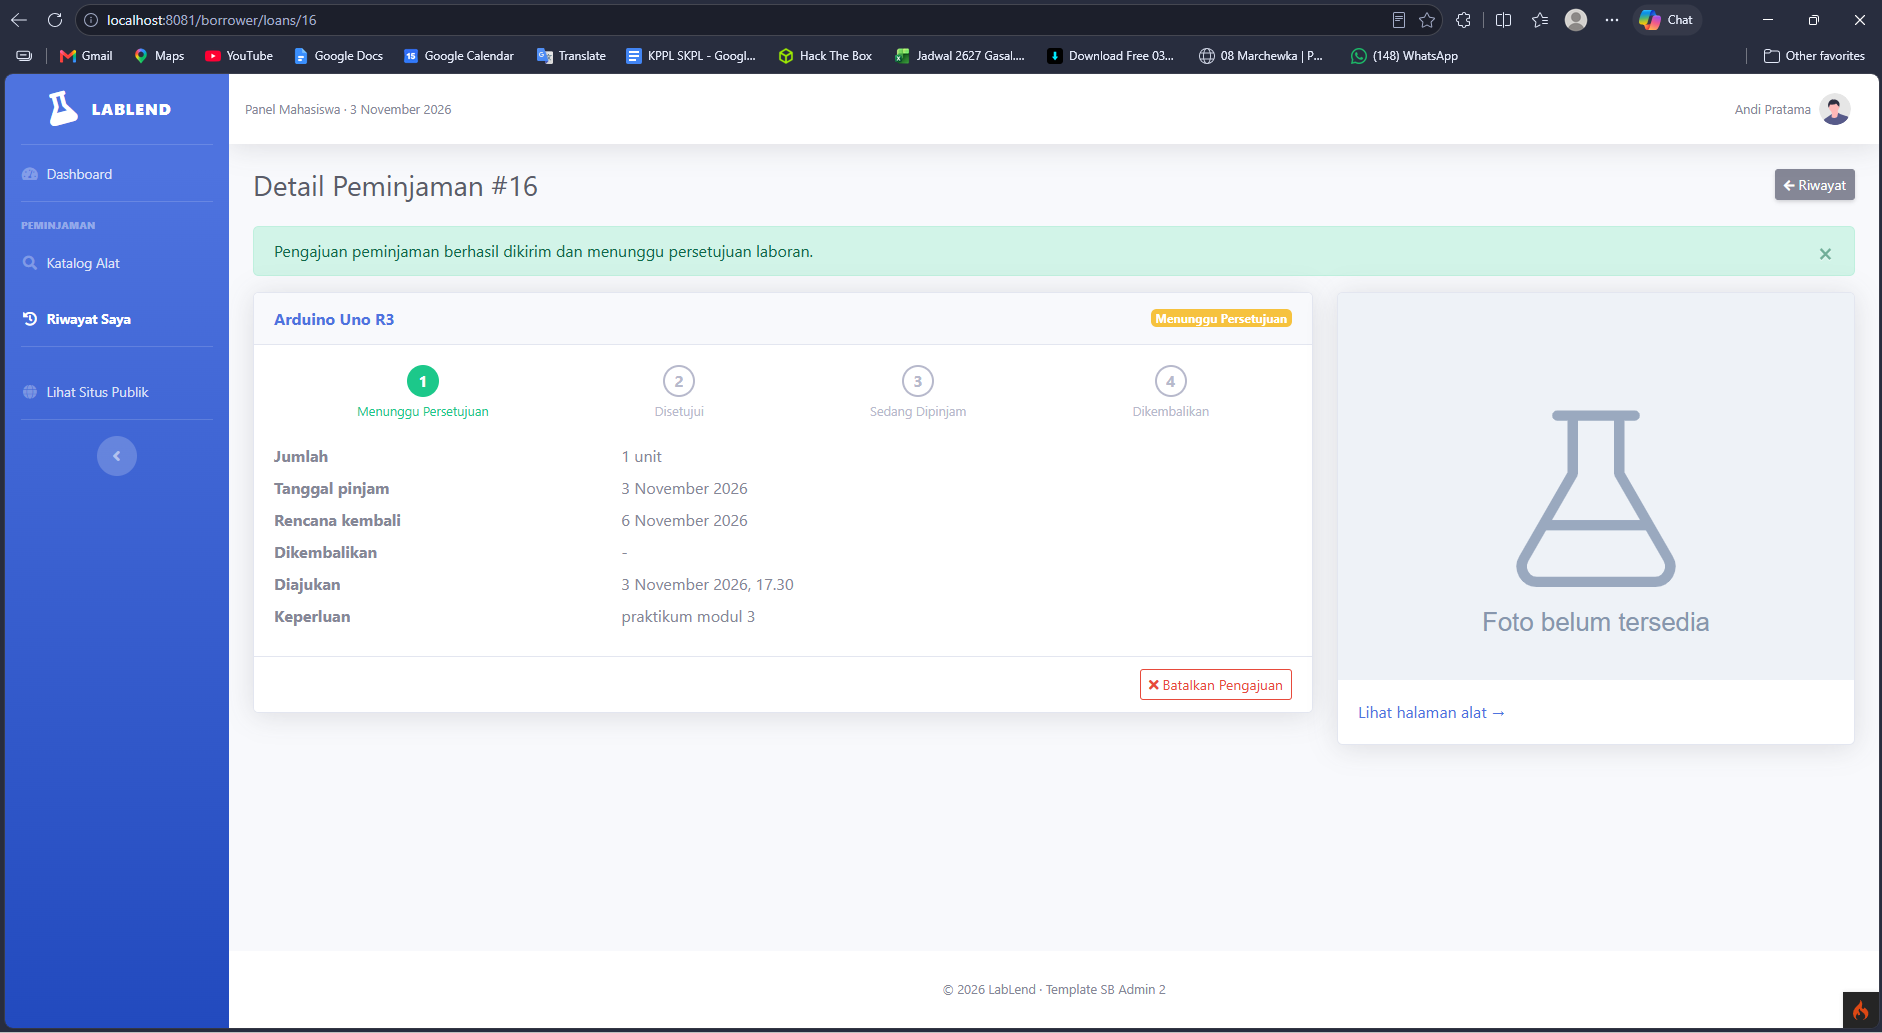 localhost:8081/borrower/loans/16
Chat
Gmail
Maps
YouTube
Google Docs
15
Google Calendar
Translate
KPPL SKPL - Googl...
Hack The Box
Jadwal 2627 Gasal....
Download Free 03...
08 Marchewka | P...
(148) WhatsApp
Other favorites
LABLEND
Panel Mahasiswa · 3 November 2026
Andi Pratama
Dashboard
PEMINJAMAN
Katalog Alat
Riwayat Saya
Lihat Situs Publik
Detail Peminjaman #16
Riwayat
Pengajuan peminjaman berhasil dikirim dan menunggu persetujuan laboran.
×
Arduino Uno R3
Menunggu Persetujuan
1
2
3
4
Menunggu Persetujuan
Disetujui
Sedang Dipinjam
Dikembalikan
Jumlah 1 unit
Tanggal pinjam 3 November 2026
Rencana kembali 6 November 2026
Dikembalikan -
Diajukan 3 November 2026, 17.30
Keperluan praktikum modul 3
Batalkan Pengajuan
Foto belum tersedia
Lihat halaman alat →
© 2026 LabLend · Template SB Admin 2